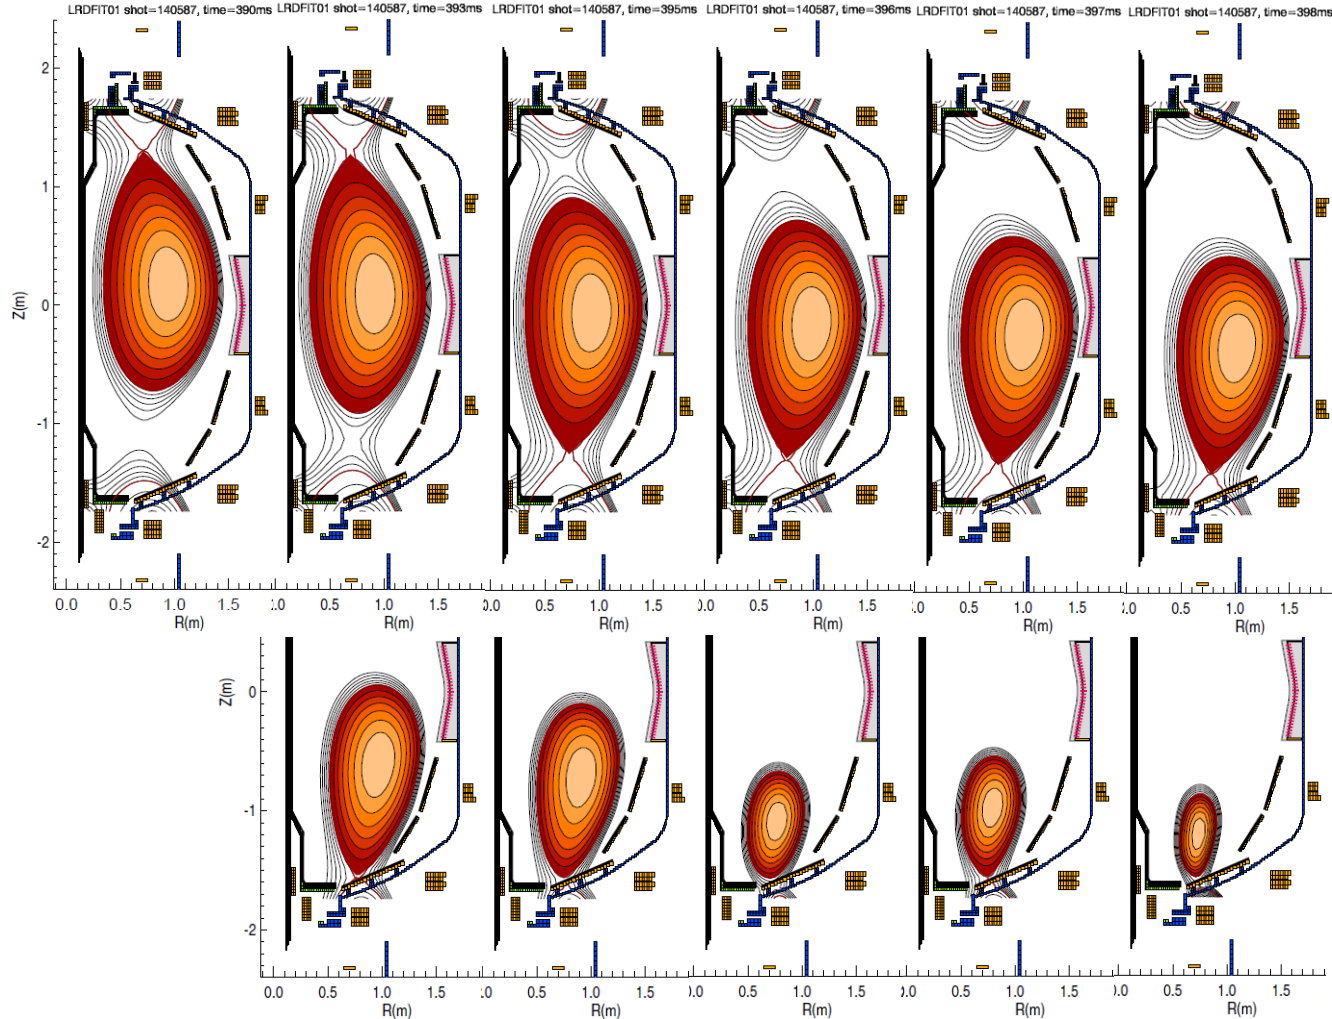 LRDFIT01 shot=140587, time=390ms LRDFIT01 shot=140587, time=393ms LRDFIT01 shot=140587, time=395ms LRDFIT01 shot=140587, time=396ms LRDFIT01 shot=140587, time=397ms LRDFIT01 shot=140587, time=398ms
2
1
Z(m)
0
-1
-2
0.0 0.5 1.0 1.5 :.0 0.5 1.0 1.5 0.0 0.5 1.0 1.5 ).0 0.5 1.0 1.5 :.0 0.5 1.0 1.5 :.0 0.5 1.0 1.5
R(m) R(m) R(m) R(m) R(m) R(m)
Z(m)
0
-1
-2
0.0 0.5 1.0 1.5 0.0 0.5 1.0 1.5 ).0 0.5 1.0 1.5 0.0 0.5 1.0 1.5 ).0 0.5 1.0 1.5
R(m) R(m) R(m) R(m) R(m)